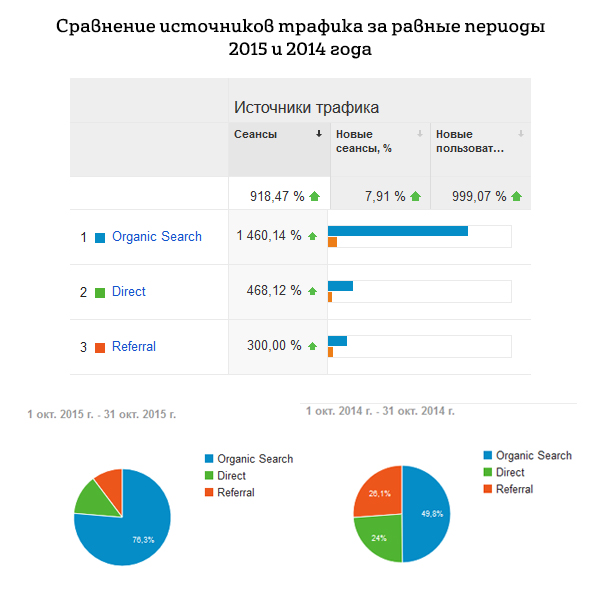 Сравнение источников трафика за равные периоды
2015 и 2014 года
Источники трафика
Сеансы
Новые сеансы, %
Новые пользоват...
918,47 %
7,91 %
999,07 %
1 Organic Search 1 460,14 %
2 Direct 468,12 %
3 Referral 300,00 %
1 окт. 2015 г. - 31 окт. 2015 г.
Organic Search
Direct
Referral
76,3%
1 окт. 2014 г. - 31 окт. 2014 г.
Organic Search
Direct
Referral
26,1%
49,8%
24%